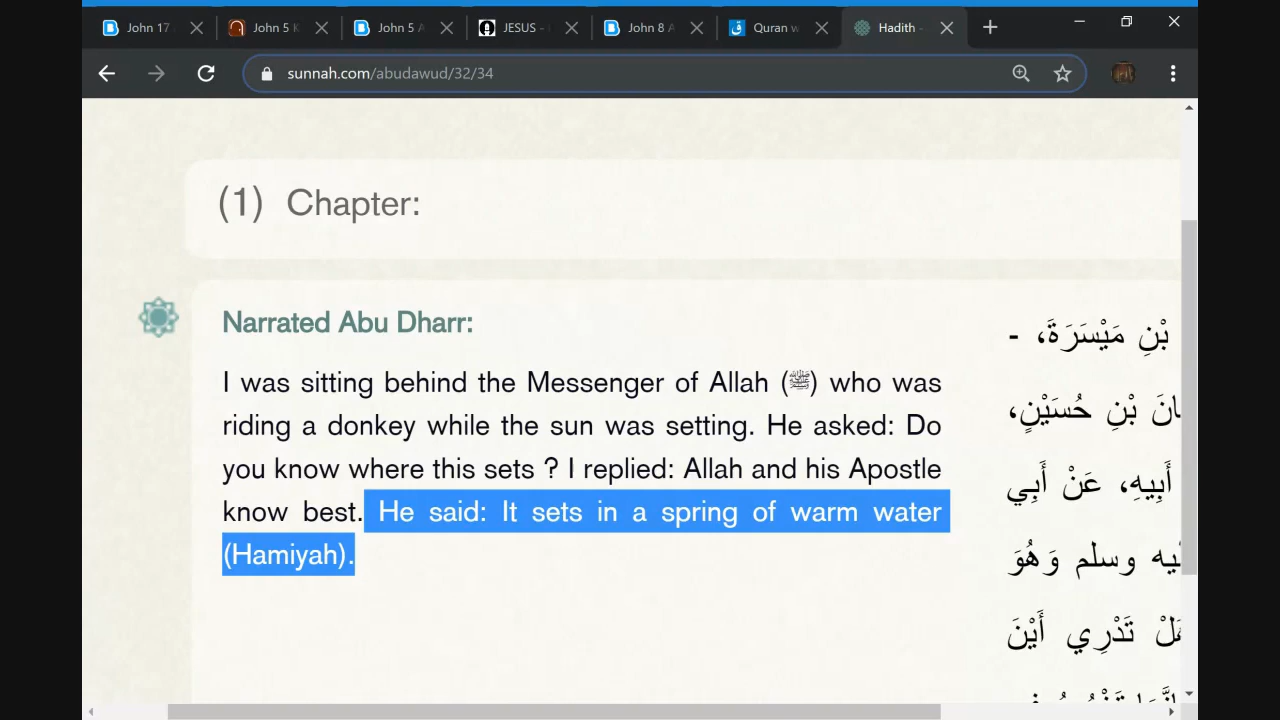 John 17
John 5 K
John 5 A
JESUS -
John 8 A
Quran w
Hadith -
sunnah.com/abudawud/32/34
(1) Chapter:
Narrated Abu Dharr:
I was sitting behind the Messenger of Allah (ﷺ) who was
riding a donkey while the sun was setting. He asked: Do
you know where this sets ? I replied: Allah and his Apostle
know best. He said: It sets in a spring of warm water
(Hamiyah).
بْنِ مَيْسَرَةَ، -
بْنِ حُسَيْنٍ،
أَبِيهِ، عَنْ أَبِي
وسلم وَهُوَ
تَدْرِي أَيْنَ